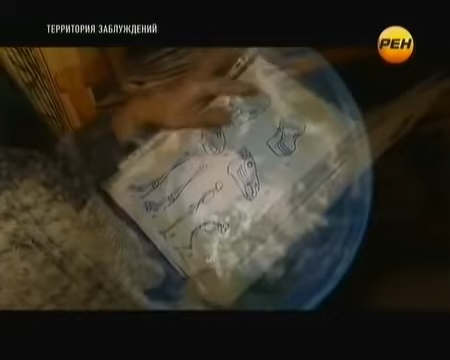 ТЕРРИТОРИЯ ЗАБЛУЖДЕНИЙ
РЕН